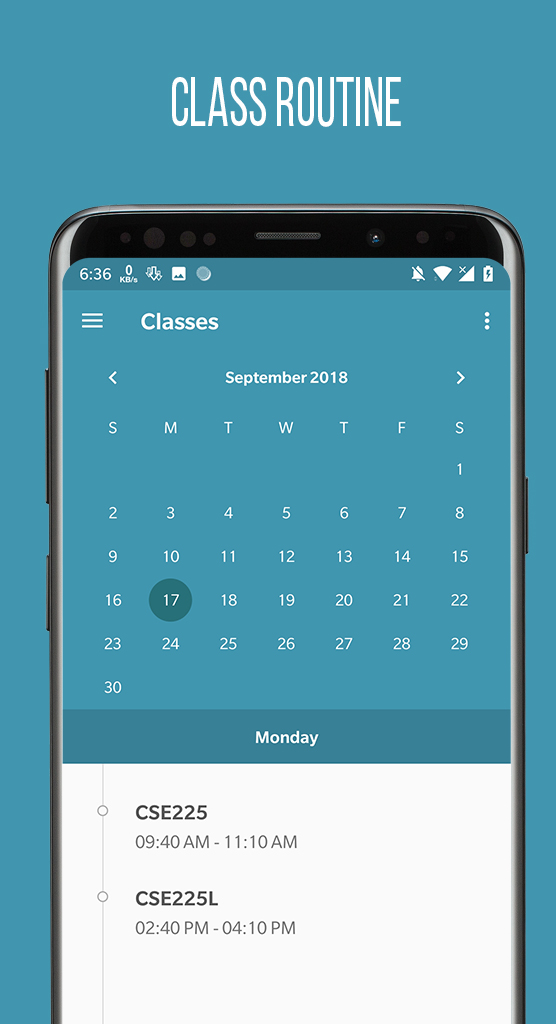 CLASS ROUTINE
6:36 0 KB/s
Classes
September 2018
S M T W T F S
1
2 3 4 5 6 7 8
9 10 11 12 13 14 15
16 17 18 19 20 21 22
23 24 25 26 27 28 29
30
Monday
CSE225
09:40 AM - 11:10 AM
CSE225L
02:40 PM - 04:10 PM